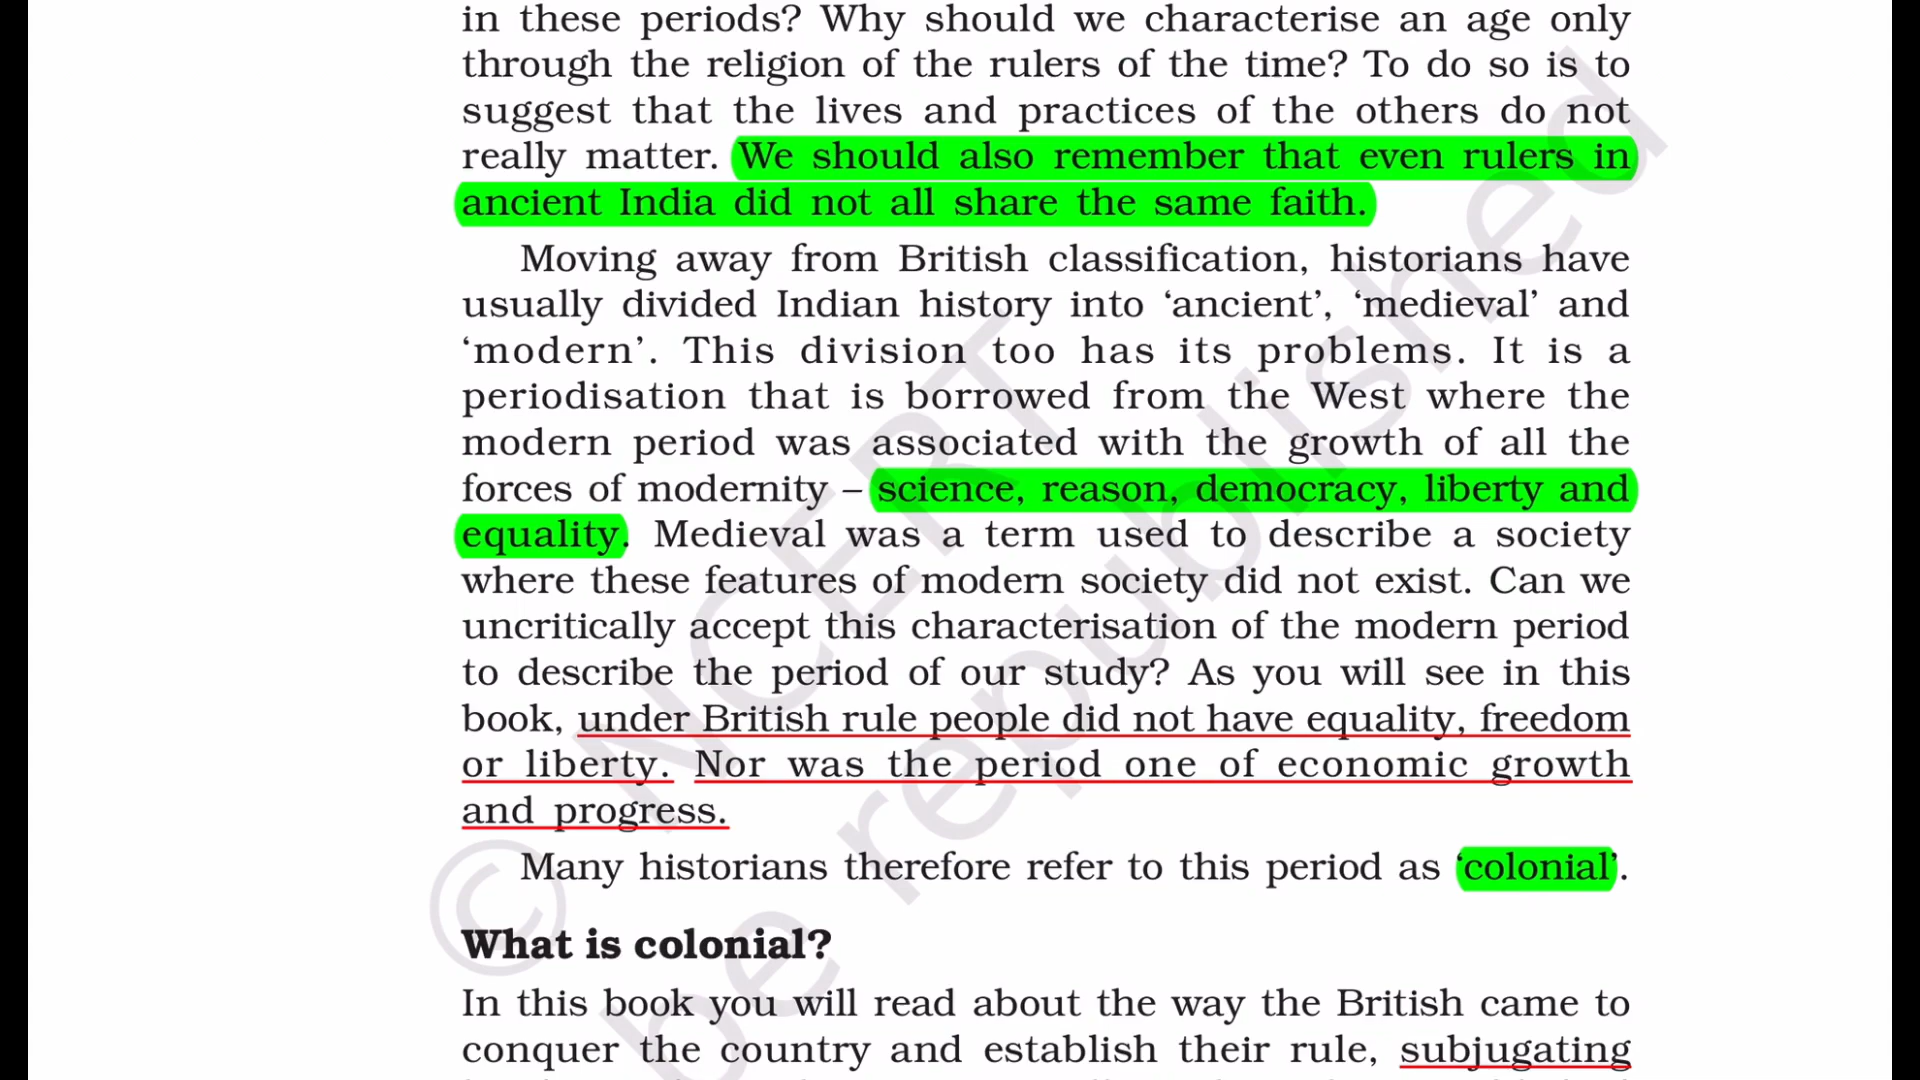 in these periods? Why should we characterise an age only
through the religion of the rulers of the time? To do so is to
suggest that the lives and practices of the others do not
really matter. We should also remember that even rulers in
ancient India did not all share the same faith.
Moving away from British classification, historians have
usually divided Indian history into ‘ancient’, ‘medieval’ and
‘modern’. This division too has its problems. It is a
periodisation that is borrowed from the West where the
modern period was associated with the growth of all the
forces of modernity – science, reason, democracy, liberty and
equality. Medieval was a term used to describe a society
where these features of modern society did not exist. Can we
uncritically accept this characterisation of the modern period
to describe the period of our study? As you will see in this
book, under British rule people did not have equality, freedom
or liberty. Nor was the period one of economic growth
and progress.
Many historians therefore refer to this period as ‘colonial’.
What is colonial?
In this book you will read about the way the British came to
conquer the country and establish their rule, subjugating
© NCERT
be republished